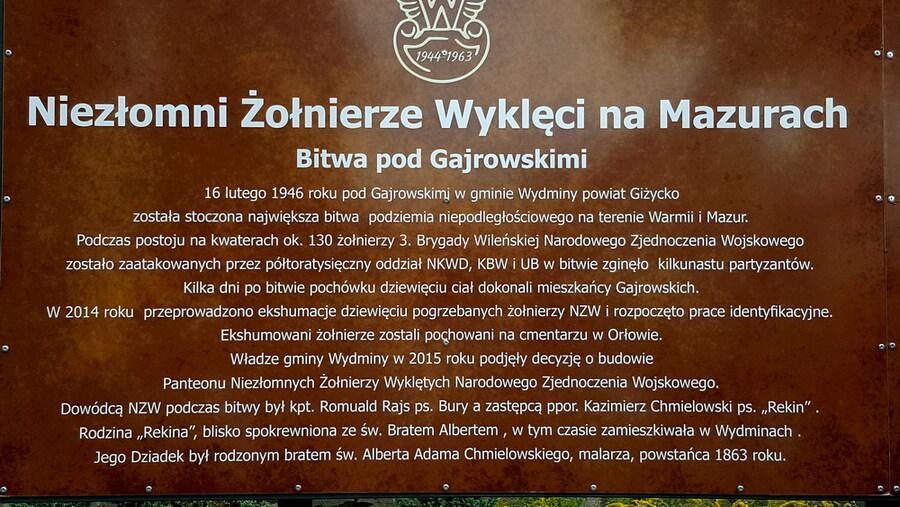 W
1944 1963
Niezłomni Żołnierze Wyklęci na Mazurach
Bitwa pod Gajrowskimi
16 lutego 1946 roku pod Gajrowskimi w gminie Wydminy powiat Giżycko
została stoczona największa bitwa podziemia niepodległościowego na terenie Warmii i Mazur.
Podczas postoju na kwaterach ok. 130 żołnierzy 3. Brygady Wileńskiej Narodowego Zjednoczenia Wojskowego
zostało zaatakowanych przez półtoratysięczny oddział NKWD, KBW i UB w bitwie zginęło kilkunastu partyzantów.
Kilka dni po bitwie pochówku dziewięciu ciał dokonali mieszkańcy Gajrowskich.
W 2014 roku przeprowadzono ekshumacje dziewięciu pogrzebanych żołnierzy NZW i rozpoczęto prace identyfikacyjne.
Ekshumowani żołnierze zostali pochowani na cmentarzu w Orłowie.
Władze gminy Wydminy w 2015 roku podjęły decyzję o budowie
Panteonu Niezłomnych Żołnierzy Wyklętych Narodowego Zjednoczenia Wojskowego.
Dowódcą NZW podczas bitwy był kpt. Romuald Rajs ps. Bury a zastępcą ppor. Kazimierz Chmielowski ps. „Rekin” .
Rodzina „Rekina”, blisko spokrewniona ze św. Bratem Albertem , w tym czasie zamieszkiwała w Wydminach .
Jego Dziadek był rodzonym bratem św. Alberta Adama Chmielowskiego, malarza, powstańca 1863 roku.